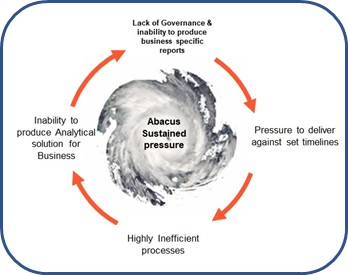 Lack of Governance &
inability to produce
business specific
reports
Pressure to deliver
against set timelines
Highly Inefficient
processes
Inability to
produce Analytical
solution for
Business
Abacus
Sustained
pressure